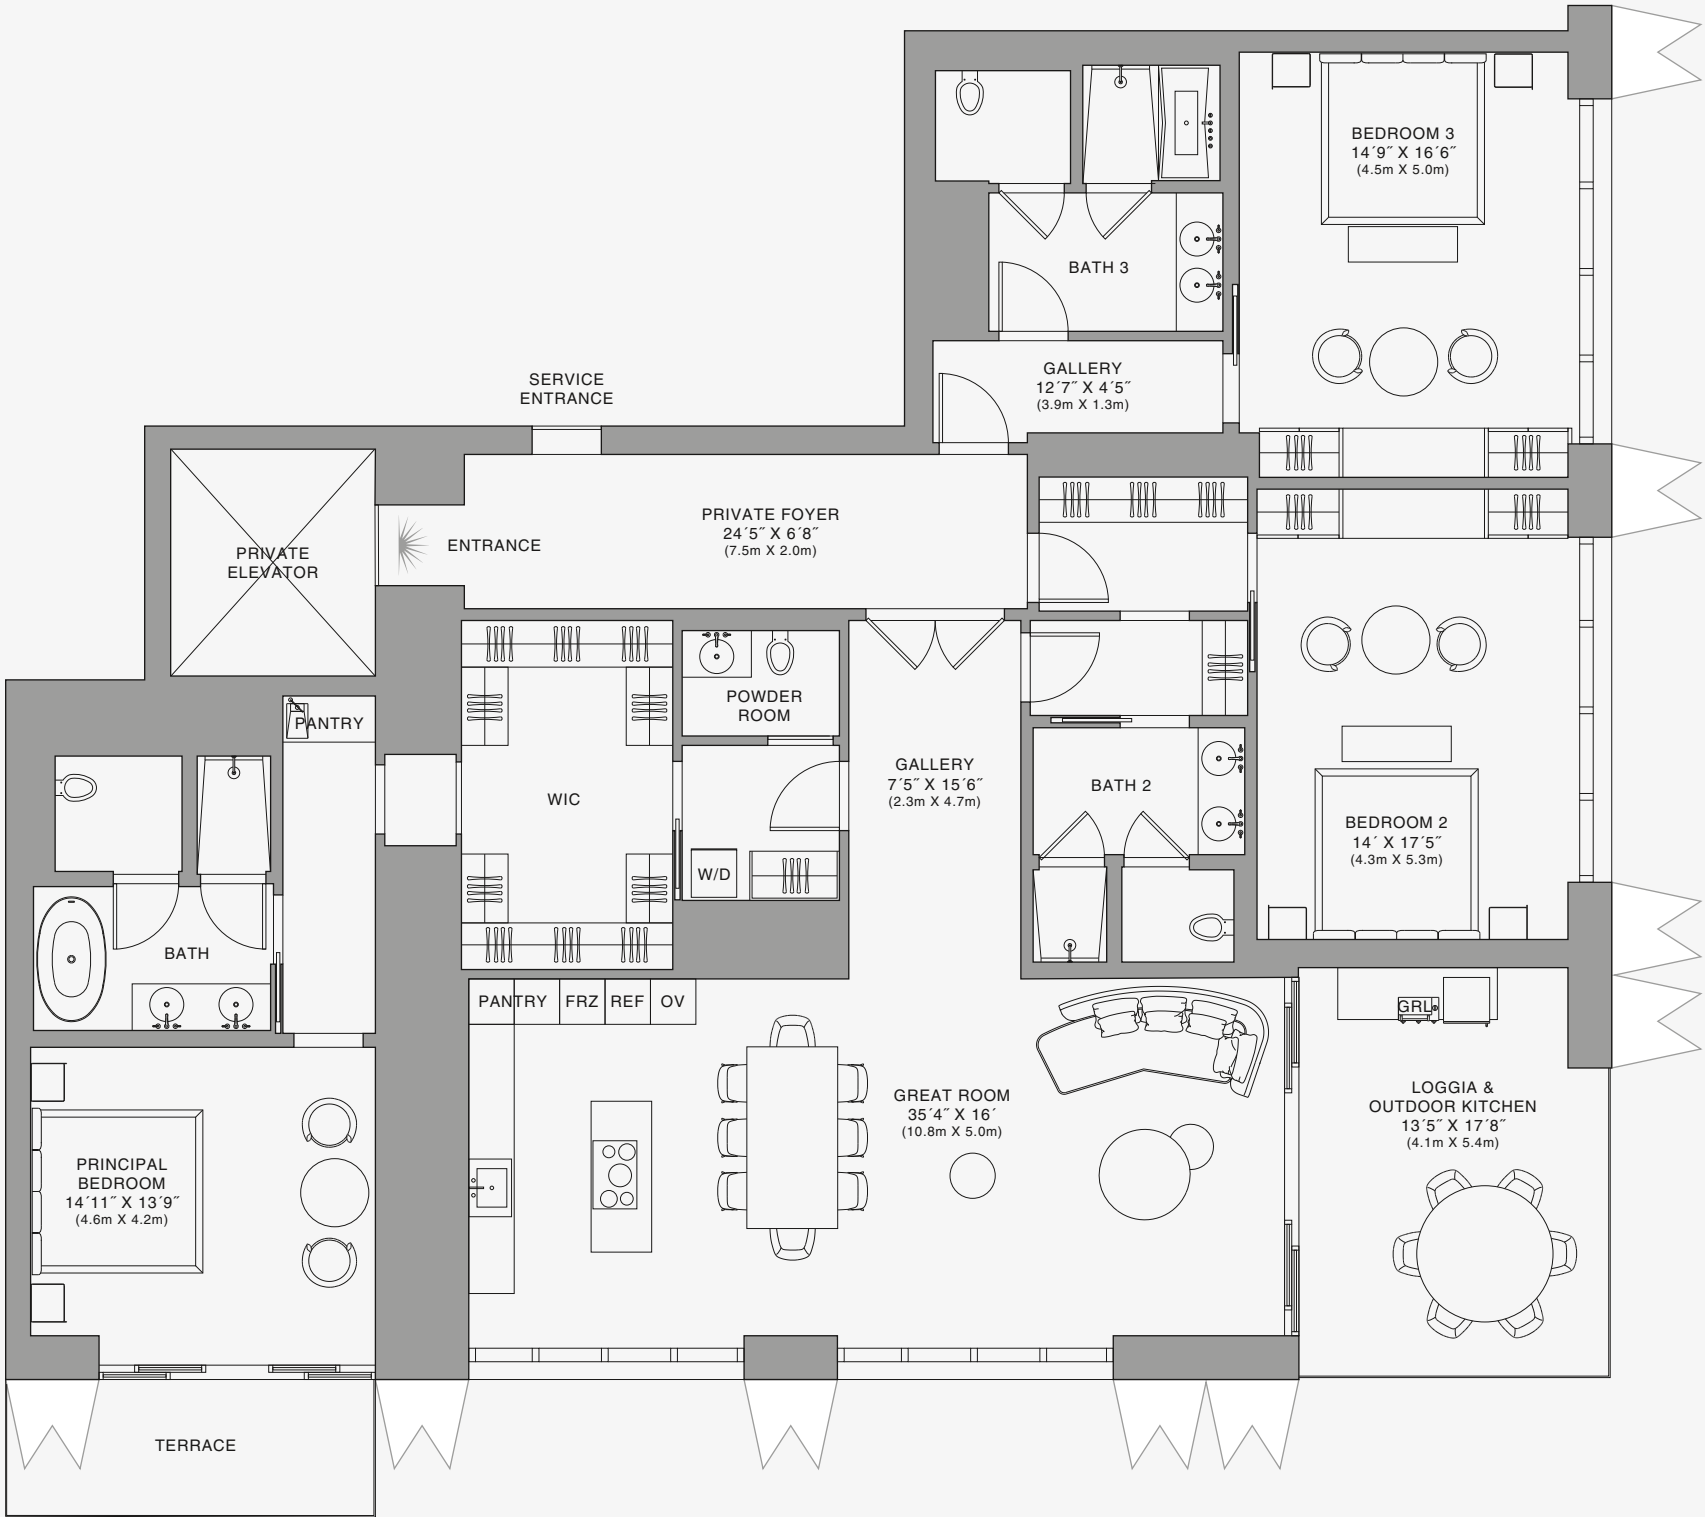 BEDROOM 3
14´9˝ X 16´6˝
(4.5m X 5.0m)
BATH 3
GALLERY
12´7˝ X 4´5˝
(3.9m X 1.3m)
SERVICE
ENTRANCE
PRIVATE FOYER
24´5˝ X 6´8˝
(7.5m X 2.0m)
ENTRANCE
PRIVATE
ELEVATOR
POWDER
ROOM
PANTRY
GALLERY
7´5˝ X 15´6˝
(2.3m X 4.7m)
BATH 2
WIC
BEDROOM 2
14´ X 17´5˝
(4.3m X 5.3m)
W/D
BATH
PANTRY
FRZ
REF
OV
GRL
GREAT ROOM
35´4˝ X 16´
(10.8m X 5.0m)
LOGGIA &
OUTDOOR KITCHEN
13´5˝ X 17´8˝
(4.1m X 5.4m)
PRINCIPAL
BEDROOM
14´11˝ X 13´9˝
(4.6m X 4.2m)
TERRACE